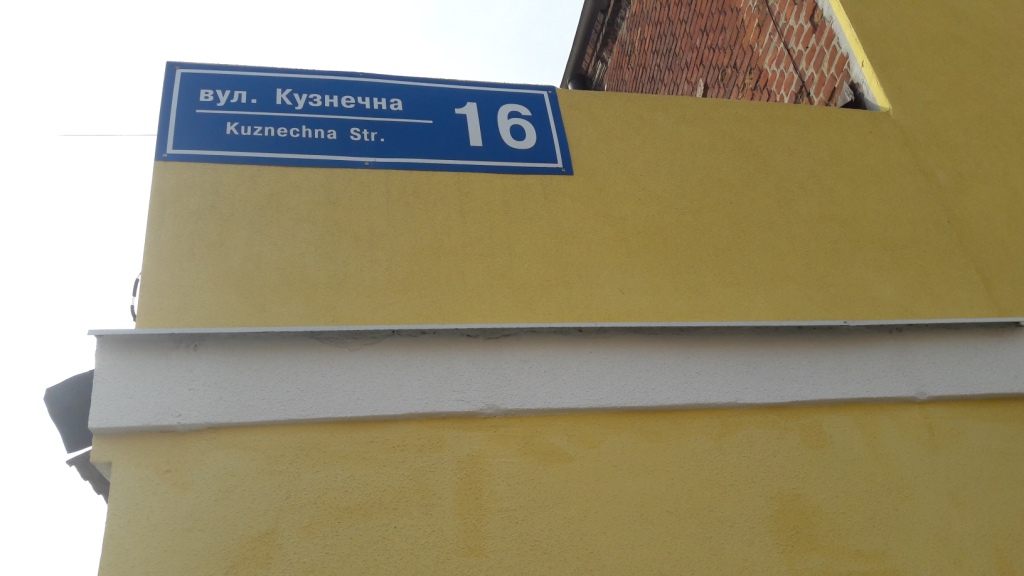 вул. Кузнечна
Kuznechna Str.
16